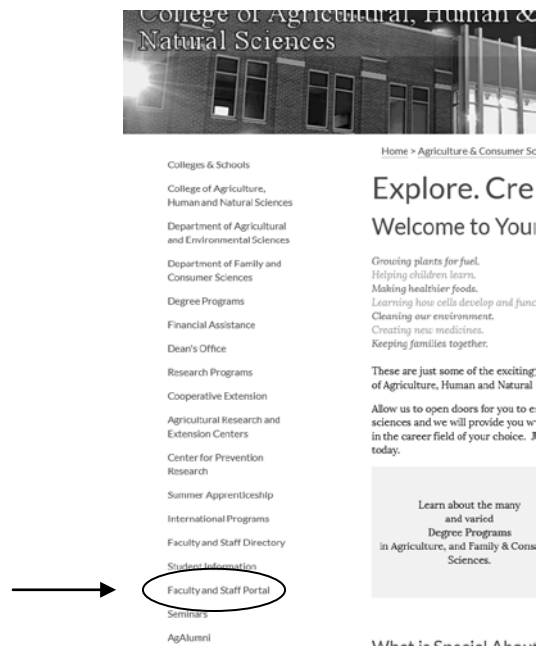 College of Agricultural, Human &
Natural Sciences
Colleges & Schools
College of Agriculture,
Human and Natural Sciences
Department of Agricultural
and Environmental Sciences
Department of Family and
Consumer Sciences
Degree Programs
Financial Assistance
Dean's Office
Research Programs
Cooperative Extension
Agricultural Research and
Extension Centers
Center for Prevention
Research
Summer Apprenticeship
International Programs
Faculty and Staff Directory
Student Information
Faculty and Staff Portal
Seminars
AgAlumni
Home > Agriculture & Consumer
Explore.
Welcome to
Growing plants for fuel.
Helping children learn.
Making healthier foods.
Learning how cells develop and
Cleaning our environment.
Creating new medicines.
Keeping families together.
These are just some of the exciting
of Agriculture, Human and Natural
Allow us to open doors for you to
sciences and we will provide you
in the career field of your choice.
today.
Learn about the many
and varied
Degree Programs
in Agriculture, and Family &
Sciences.
What is Special About